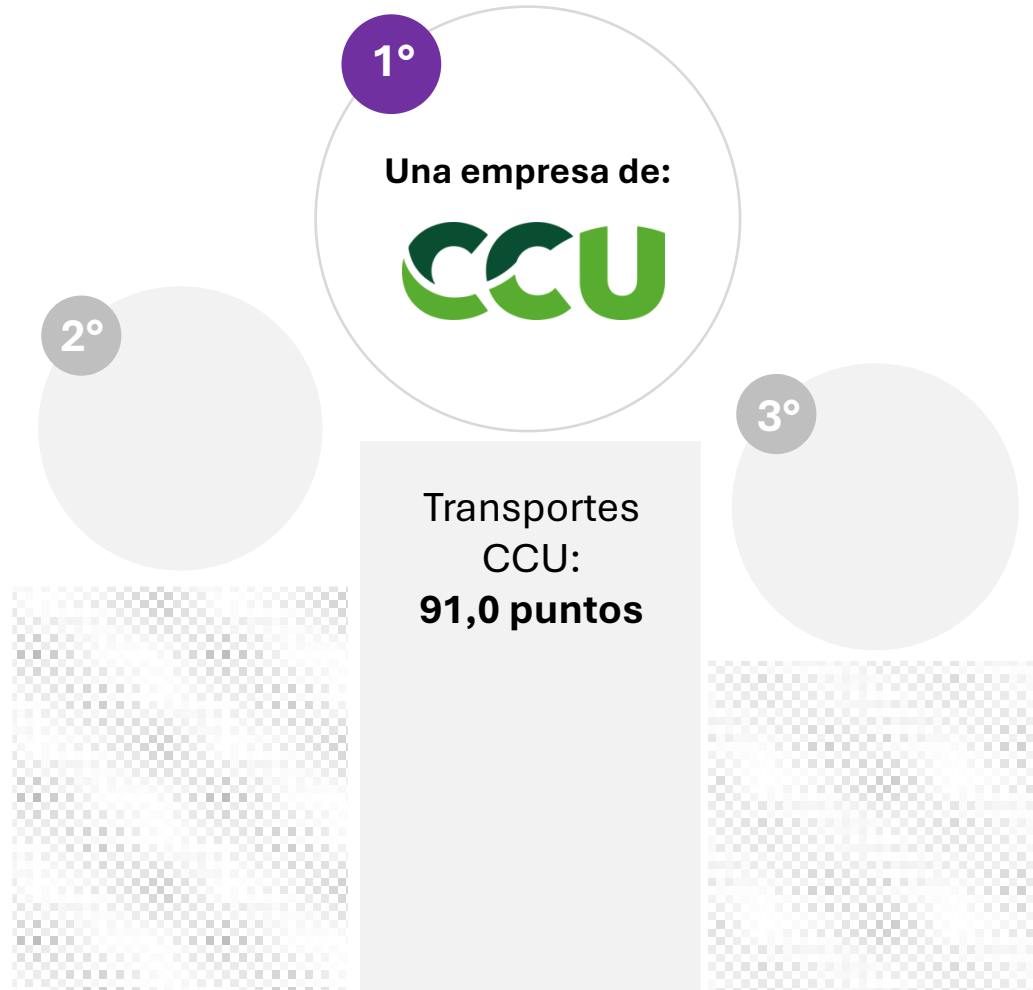 1°
Una empresa de:
CCU
2°
3°
Transportes
CCU:
91,0 puntos